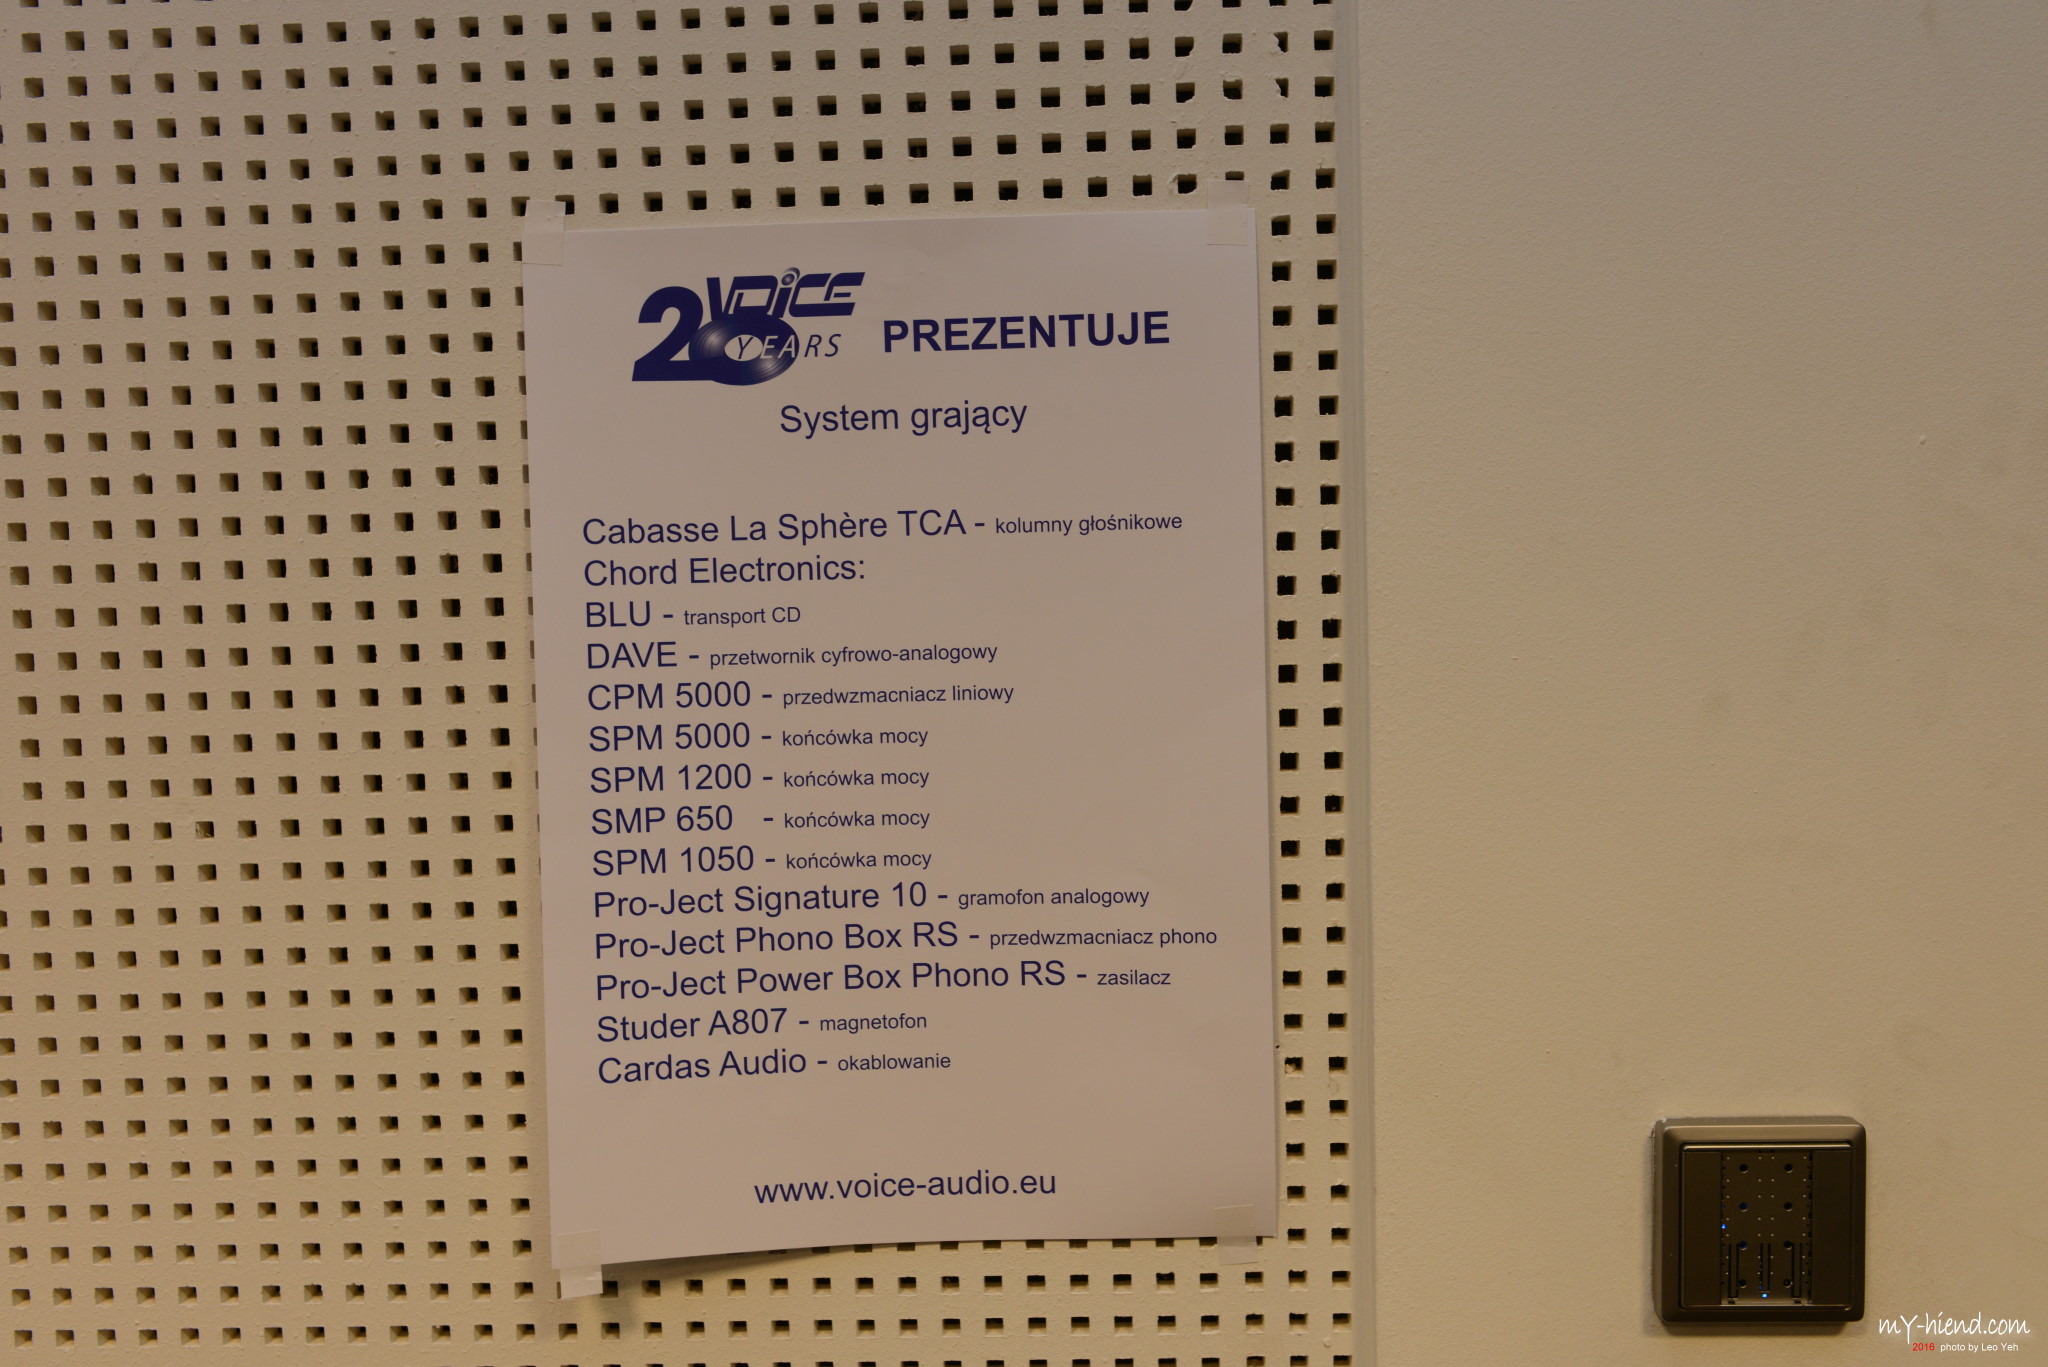 20 VOICE YEARS PREZENTUJE
System grający
Cabasse La Sphère TCA - kolumny głośnikowe
Chord Electronics:
BLU - transport CD
DAVE - przetwornik cyfrowo-analogowy
CPM 5000 - przedwzmacniacz liniowy
SPM 5000 - końcówka mocy
SPM 1200 - końcówka mocy
SMP 650 - końcówka mocy
SPM 1050 - końcówka mocy
Pro-Ject Signature 10 - gramofon analogowy
Pro-Ject Phono Box RS - przedwzmacniacz phono
Pro-Ject Power Box Phono RS - zasilacz
Studer A807 - magnetofon
Cardas Audio - okablowanie
www.voice-audio.eu
mY-hiend.com
2016 photo by Leo Yeh